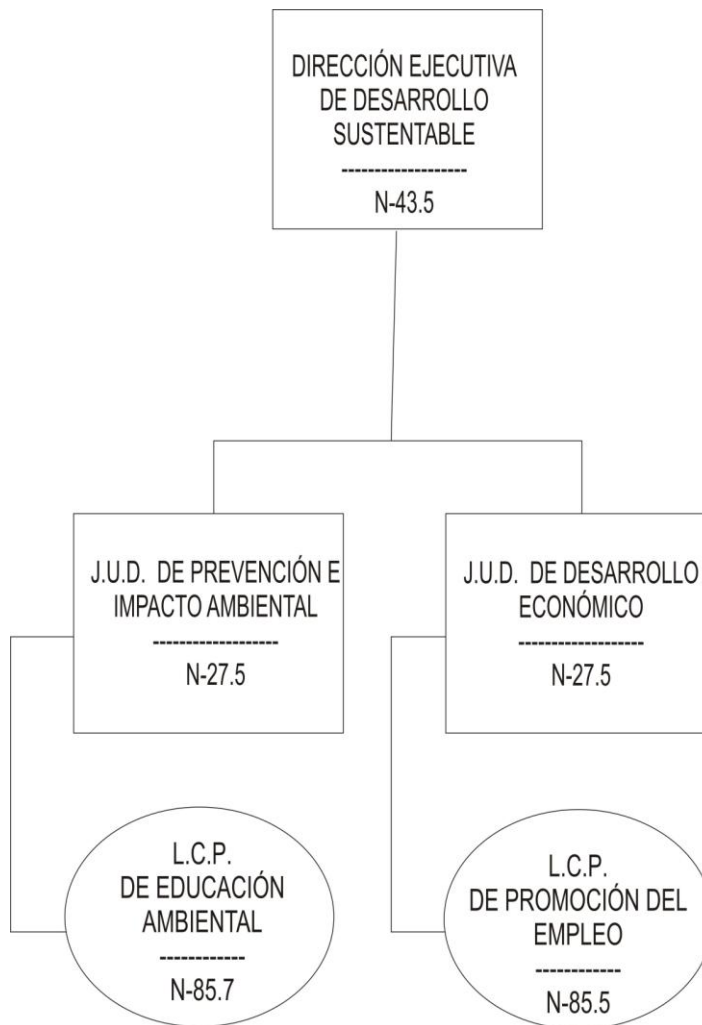 DIRECCIÓN EJECUTIVA
DE DESARROLLO
SUSTENTABLE
-------------------
N-43.5
J.U.D. DE PREVENCIÓN E
IMPACTO AMBIENTAL
-------------------
N-27.5
J.U.D. DE DESARROLLO
ECONÓMICO
-------------------
N-27.5
L.C.P.
DE EDUCACIÓN
AMBIENTAL
------------
N-85.7
L.C.P.
DE PROMOCIÓN DEL
EMPLEO
------------
N-85.5